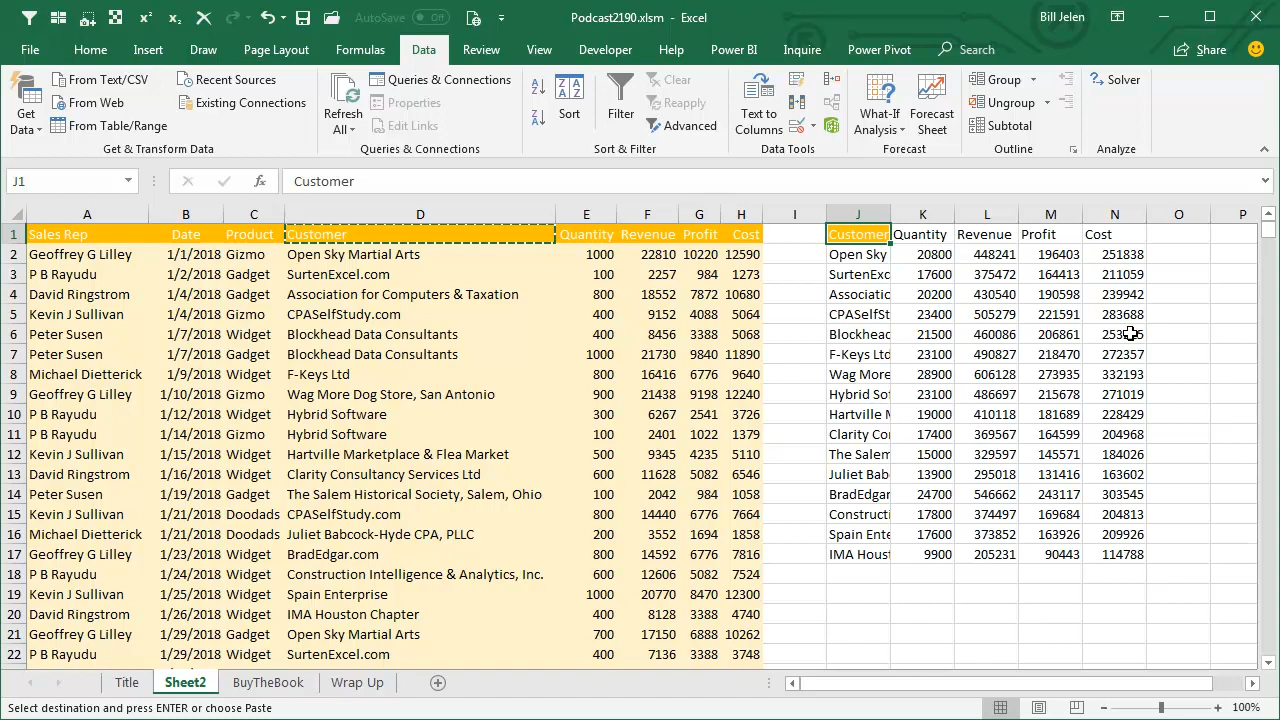 x² x₂ AutoSave Off Podcast2190.xlsm - Excel Bill Jelen
File Home Insert Draw Page Layout Formulas Data Review View Developer Help Power BI Inquire Power Pivot Search Share
From Text/CSV Recent Sources Queries & Connections Clear Group Solver
From Web Existing Connections Properties Reapply Ungroup
From Table/Range Edit Links Advanced Subtotal
Get Data Refresh All Sort Filter Text to Columns What-If Analysis Forecast Sheet
Get & Transform Data Queries & Connections Sort & Filter Data Tools Forecast Outline Analyze
J1 fx Customer
A B C D E F G H I J K L M N O P
1 Sales Rep Date Product Customer Quantity Revenue Profit Cost Customer Quantity Revenue Profit Cost
2 Geoffrey G Lilley 1/1/2018 Gizmo Open Sky Martial Arts 1000 22810 10220 12590 Open Sky 20800 448241 196403 251838
3 P B Rayudu 1/2/2018 Gadget SurtenExcel.com 100 2257 984 1273 SurtenExc 17600 375472 164413 211059
4 David Ringstrom 1/4/2018 Gadget Association for Computers & Taxation 800 18552 7872 10680 Associatic 20200 430540 190598 239942
5 Kevin J Sullivan 1/4/2018 Gadget CPASelfStudy.com 400 9152 4088 5064 CPASelfSt 23400 505279 221591 283688
6 Peter Susen 1/7/2018 Widget Blockhead Data Consultants 400 8456 3388 5068 Blockhead 21500 460086 206861
7 Peter Susen 1/7/2018 Gadget Blockhead Data Consultants 1000 21730 9840 11890 F-Keys Ltd 23100 490827 218470 272357
8 Michael Dietterick 1/9/2018 Widget F-Keys Ltd 800 16416 6776 9640 Wag More 28900 606128 273935 332193
9 Geoffrey G Lilley 1/10/2018 Widget Wag More Dog Store, San Antonio 900 21438 9198 12240 Hybrid So 23100 486697 215678 271019
10 P B Rayudu 1/12/2018 Widget Hybrid Software 300 6267 2541 3726 Hartville M 19000 410118 181689 228429
11 P B Rayudu 1/14/2018 Gizmo Hybrid Software 100 2401 1022 1379 Clarity Co 17400 369567 164599 204968
12 Kevin J Sullivan 1/15/2018 Widget Hartville Marketplace & Flea Market 500 9345 4235 5110 The Salem 15000 329597 145571 184026
13 David Ringstrom 1/16/2018 Widget Clarity Consultancy Services Ltd 600 11628 5082 6546 Juliet Bab 13900 295018 131416 163602
14 Peter Susen 1/19/2018 Gadget The Salem Historical Society, Salem, Ohio 100 2042 984 1058 BradEdgar 24700 546662 243117 303545
15 Kevin J Sullivan 1/21/2018 Doodads CPASelfStudy.com 800 14440 6776 7664 Constructi 17800 374497 169684 204813
16 Michael Dietterick 1/21/2018 Doodads Juliet Babcock-Hyde CPA, PLLC 200 3552 1694 1858 Spain Ente 17600 373852 163926 209926
17 Geoffrey G Lilley 1/23/2018 Widget BradEdgar.com 800 14592 6776 7816 IMA Houst 9900 205231 90443 114788
18 P B Rayudu 1/24/2018 Widget Construction Intelligence & Analytics, Inc. 600 12606 5082 7524
19 Kevin J Sullivan 1/25/2018 Widget Spain Enterprise 1000 20770 8470 12300
20 David Ringstrom 1/26/2018 Widget IMA Houston Chapter 400 8128 3388 4740
21 Geoffrey G Lilley 1/29/2018 Gadget Open Sky Martial Arts 700 17150 6888 10262
22 P B Rayudu 1/29/2018 Widget SurtenExcel.com 400 7136 3388 3748
Title Sheet2 BuyTheBook Wrap Up
Select destination and press ENTER or choose Paste 100%